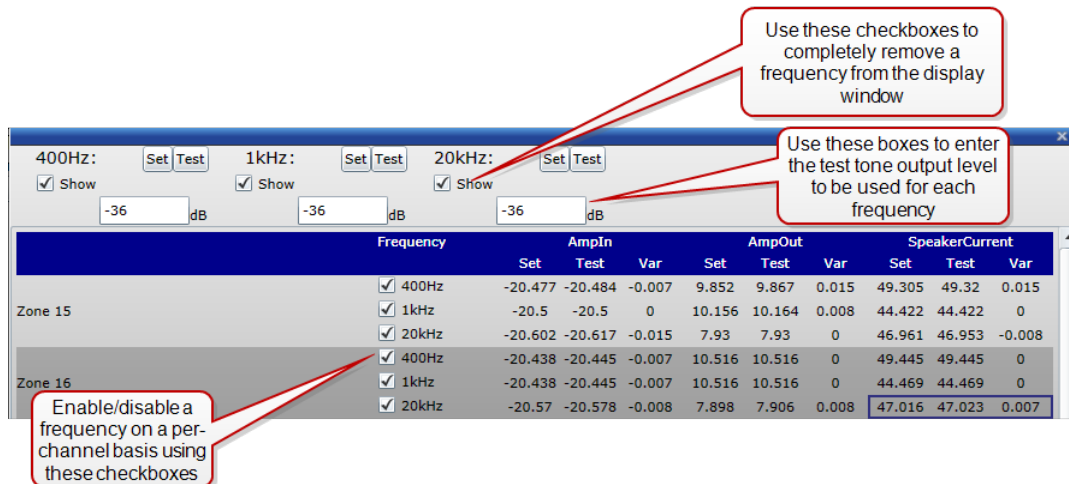 Use these checkboxes to
completely remove a
frequency from the display
window
400Hz: Set Test 1kHz: Set Test 20kHz: Set Test
Show Show Show
-36 dB -36 dB -36 dB
Use these boxes to enter
the test tone output level
to be used for each
frequency
Frequency AmpIn AmpOut SpeakerCurrent
Set Test Var Set Test Var Set Test Var
400Hz -20.477 -20.484 -0.007 9.852 9.867 0.015 49.305 49.32 0.015
Zone 15 1kHz -20.5 -20.5 0 10.156 10.164 0.008 44.422 44.422 0
20kHz -20.602 -20.617 -0.015 7.93 7.93 0 46.961 46.953 -0.008
400Hz -20.438 -20.445 -0.007 10.516 10.516 0 49.445 49.445 0
Zone 16 1kHz -20.438 -20.445 -0.007 10.516 10.516 0 44.469 44.469 0
20kHz -20.57 -20.578 -0.008 7.898 7.906 0.008 47.016 47.023 0.007
Enable/disable a
frequency on a per-
channel basis using
these checkboxes